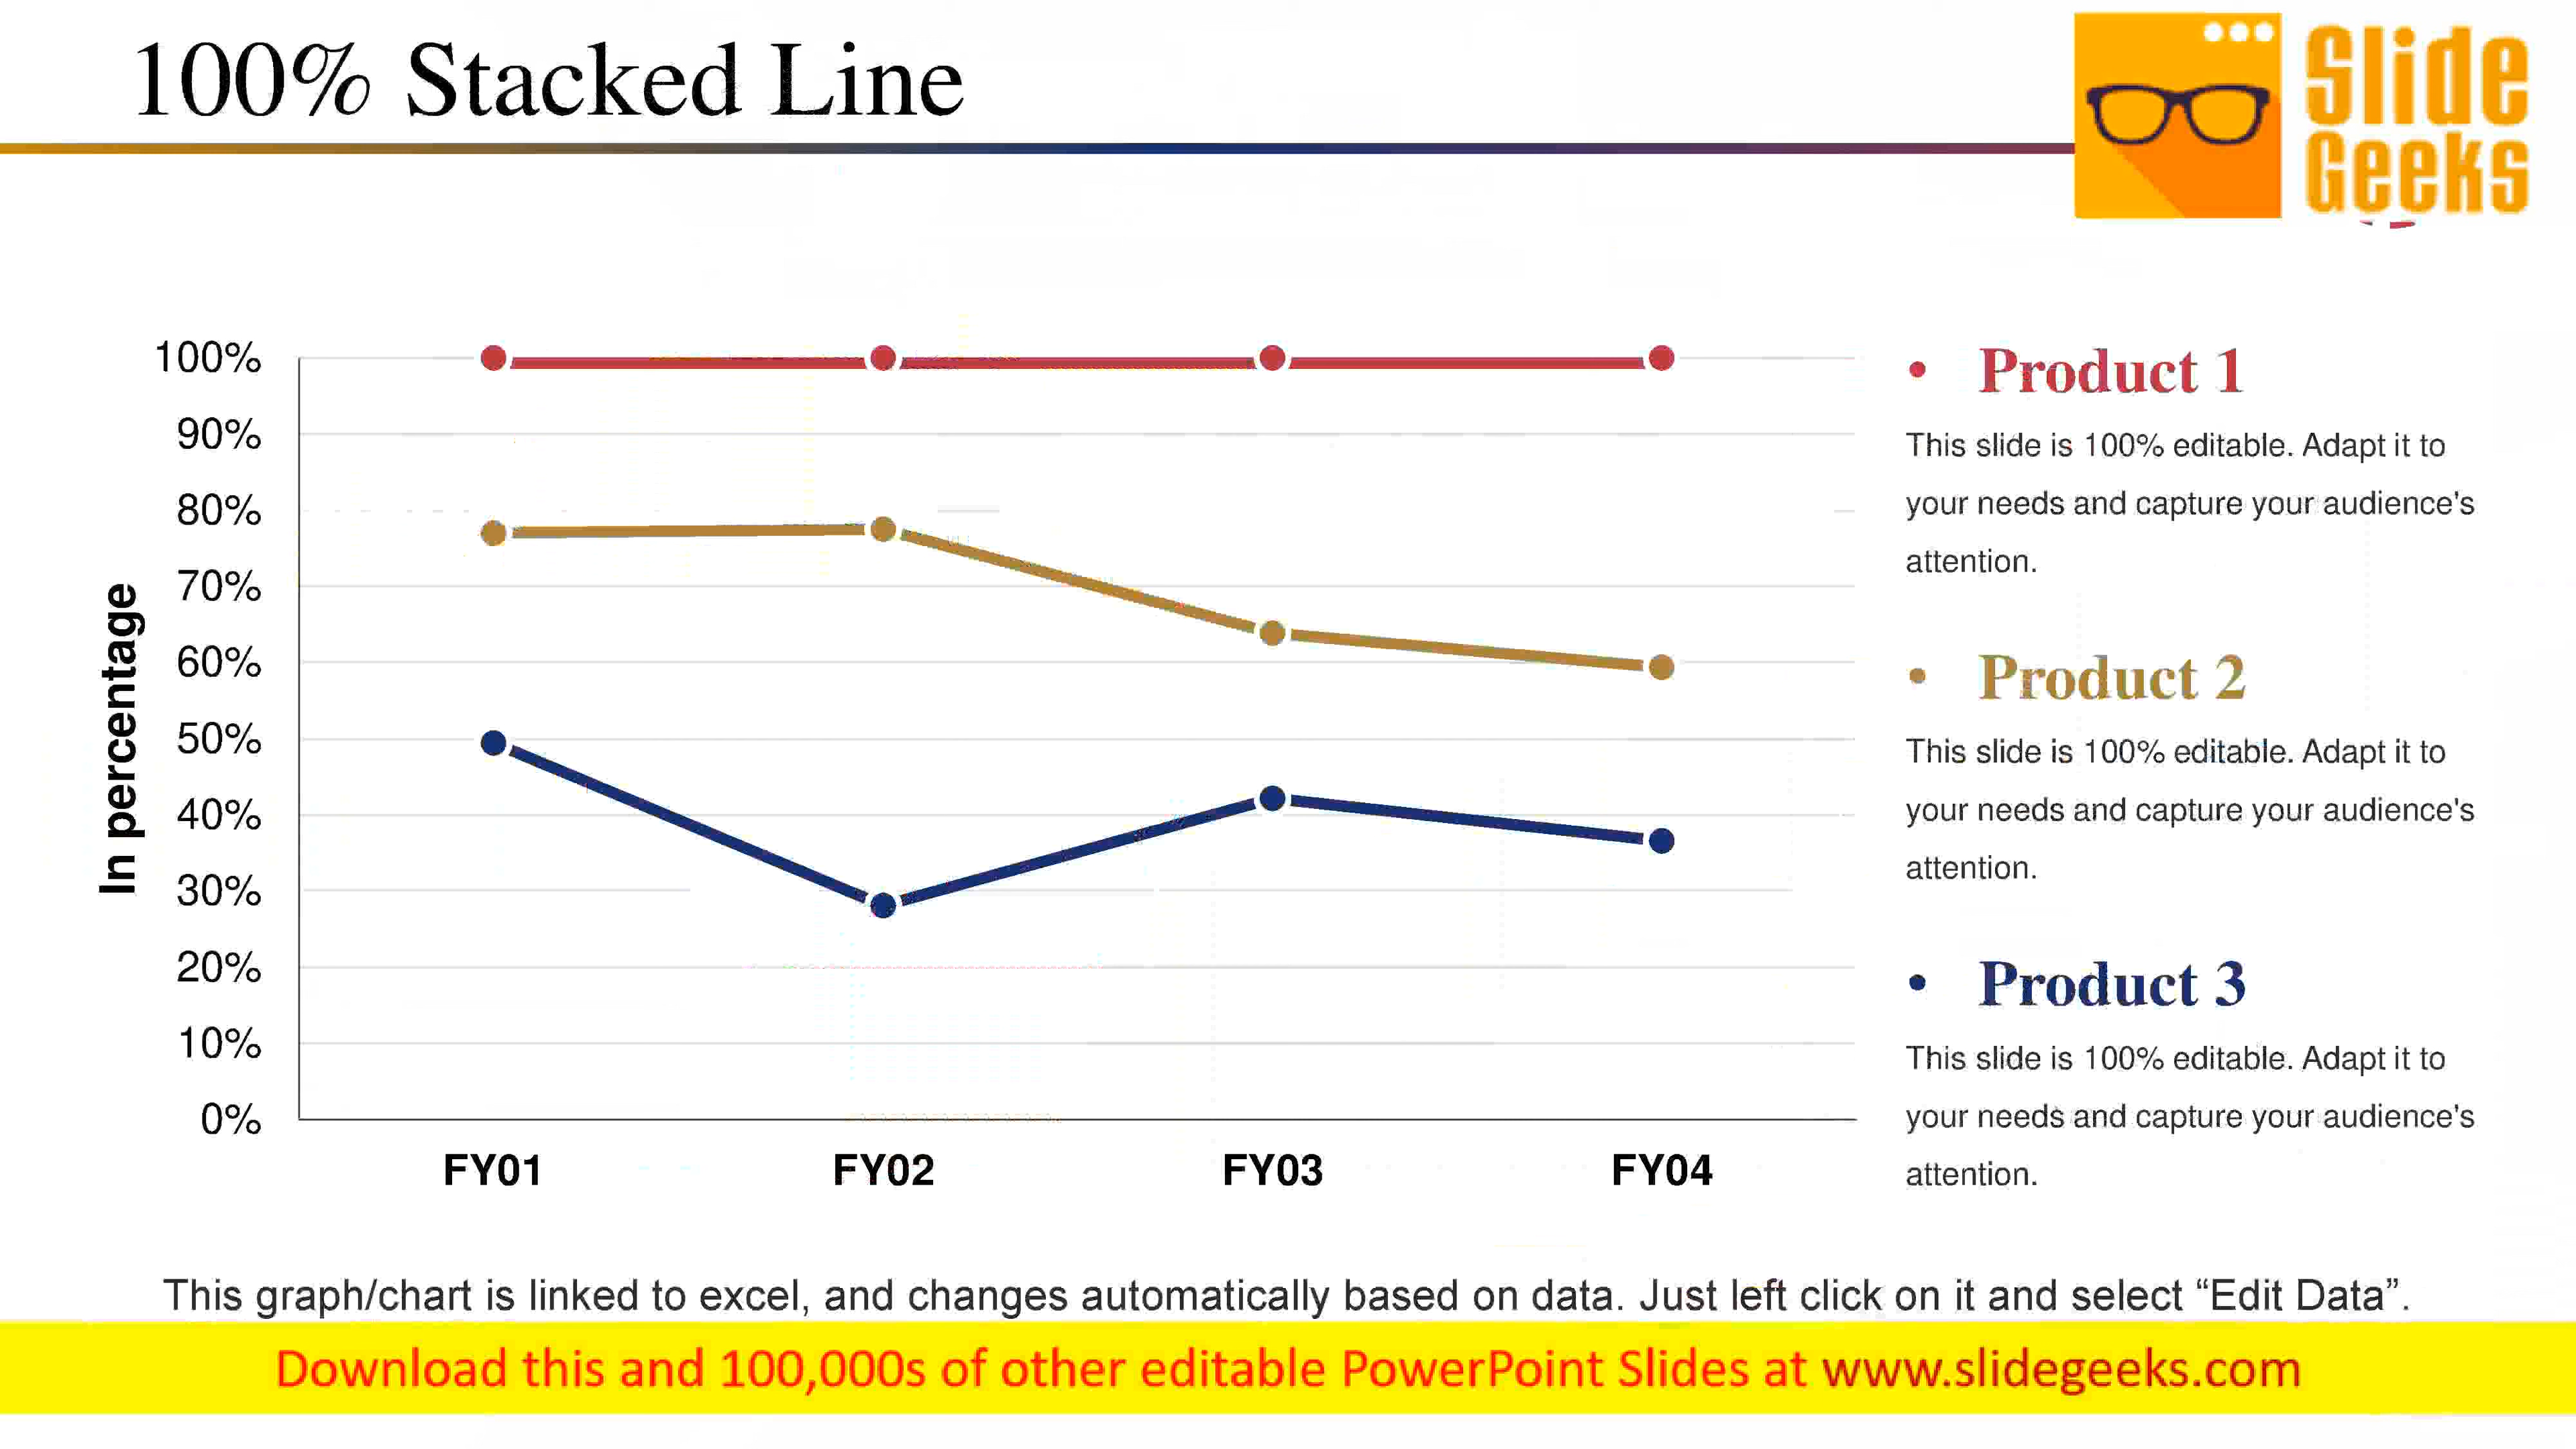 100% Stacked Line
Slide
Geeks
100%
90%
80%
70%
60%
50%
40%
30%
20%
10%
0%
In percentage
FY01 FY02 FY03 FY04
• Product 1
This slide is 100% editable. Adapt it to
your needs and capture your audience's
attention.
• Product 2
This slide is 100% editable. Adapt it to
your needs and capture your audience's
attention.
• Product 3
This slide is 100% editable. Adapt it to
your needs and capture your audience's
attention.
This graph/chart is linked to excel, and changes automatically based on data. Just left click on it and select “Edit Data”.
Download this and 100,000s of other editable PowerPoint Slides at www.slidegeeks.com